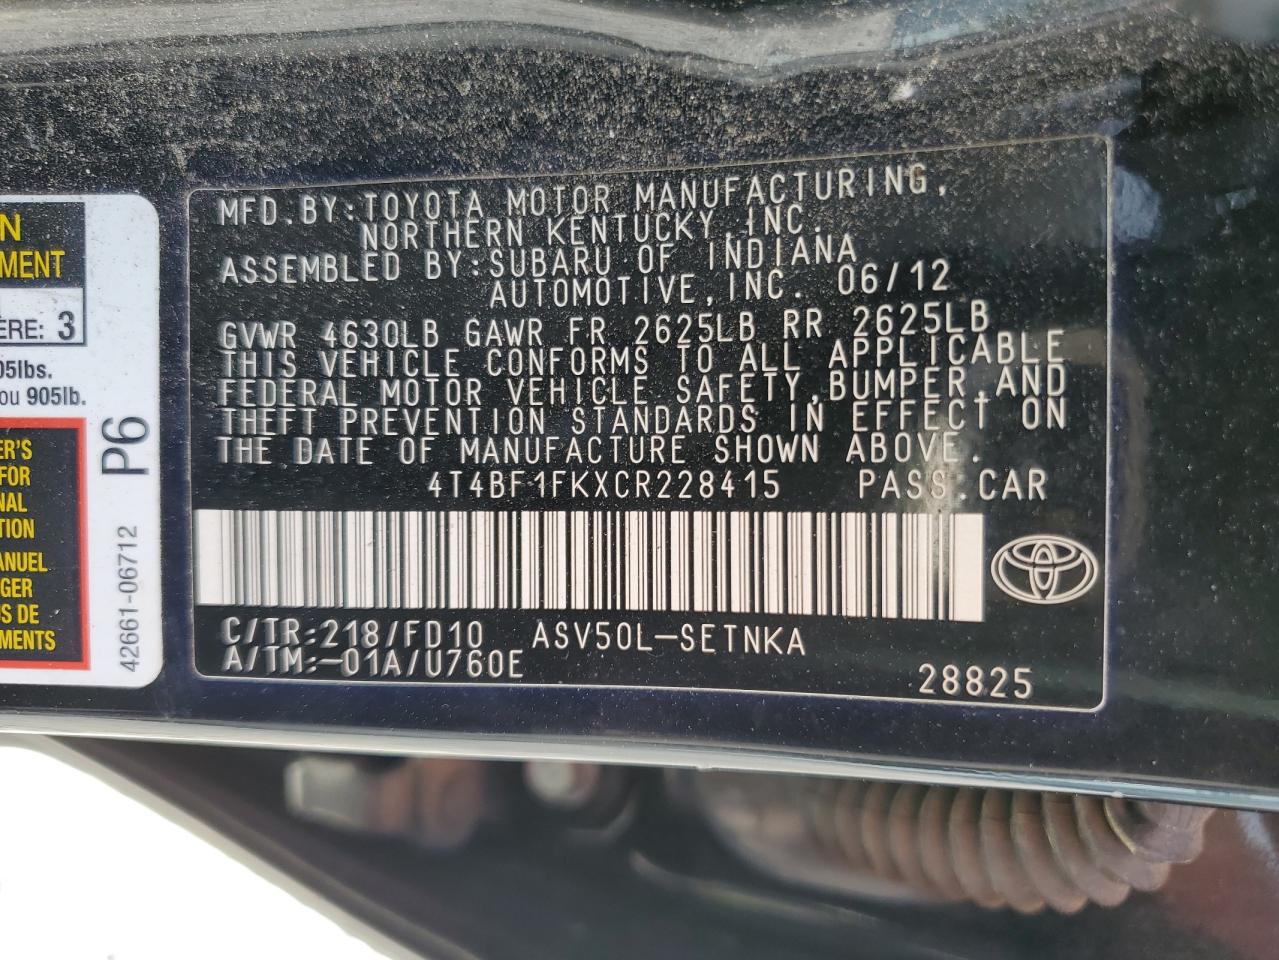 N
MENT
ERE: 3
05lbs.
ou 905lb.
ER'S
FOR
NAL
TION
ANUEL
GER
US DE
MENTS
P6
42661-06712
MFD.BY:TOYOTA MOTOR MANUFACTURING,
NORTHERN KENTUCKY,INC.
ASSEMBLED BY:SUBARU OF INDIANA
AUTOMOTIVE,INC. 06/12
GVWR 4630LB GAWR FR 2625LB RR 2625LB
THIS VEHICLE CONFORMS TO ALL APPLICABLE
FEDERAL MOTOR VEHICLE SAFETY,BUMPER,AND
THEFT PREVENTION STANDARDS IN EFFECT ON
THE DATE OF MANUFACTURE SHOWN ABOVE.
4T4BF1FKXCR228415 PASS.CAR
C/TR:218/FD10 ASV50L-SETNKA
A/TM:-01A/U760E
28825